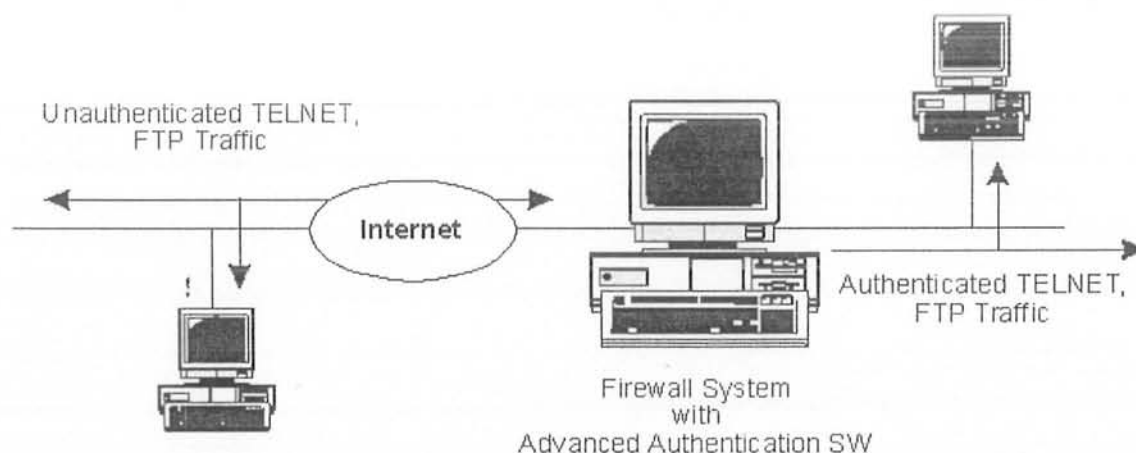 Unauthenticated TELNET,
FTP Traffic
Internet
!
Authenticated TELNET,
FTP Traffic
Firewall System
with
Advanced Authentication SW